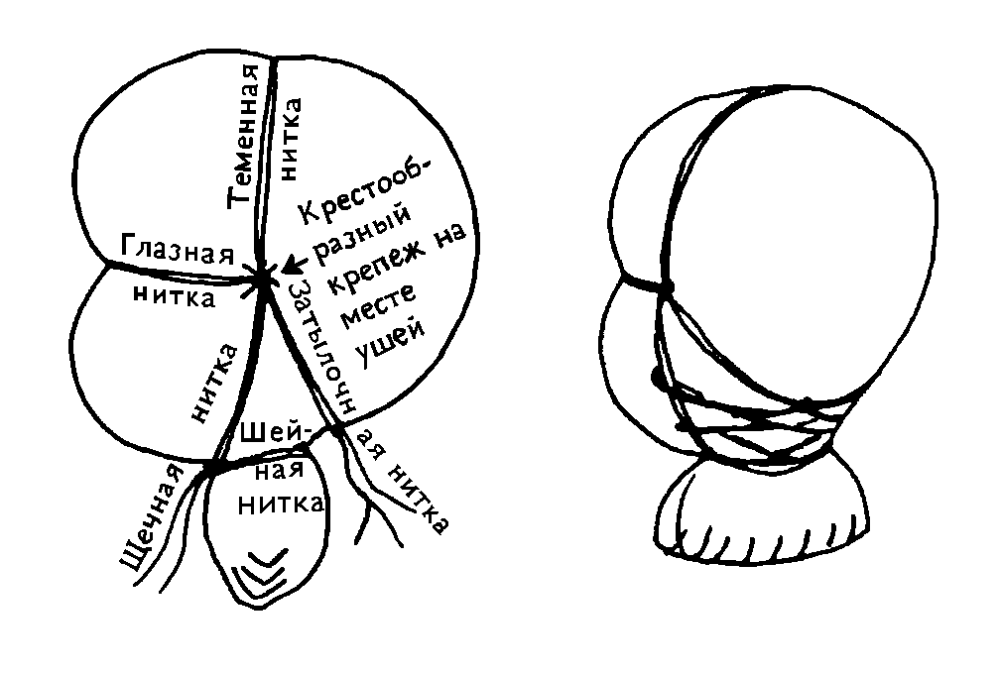 Теменная
нитка
Глазная
нитка
Крестооб-
разный
крепеж на
месте
ушей
Затылочн
ая нитка
Шей-
ная
нитка
Щечная
нитка